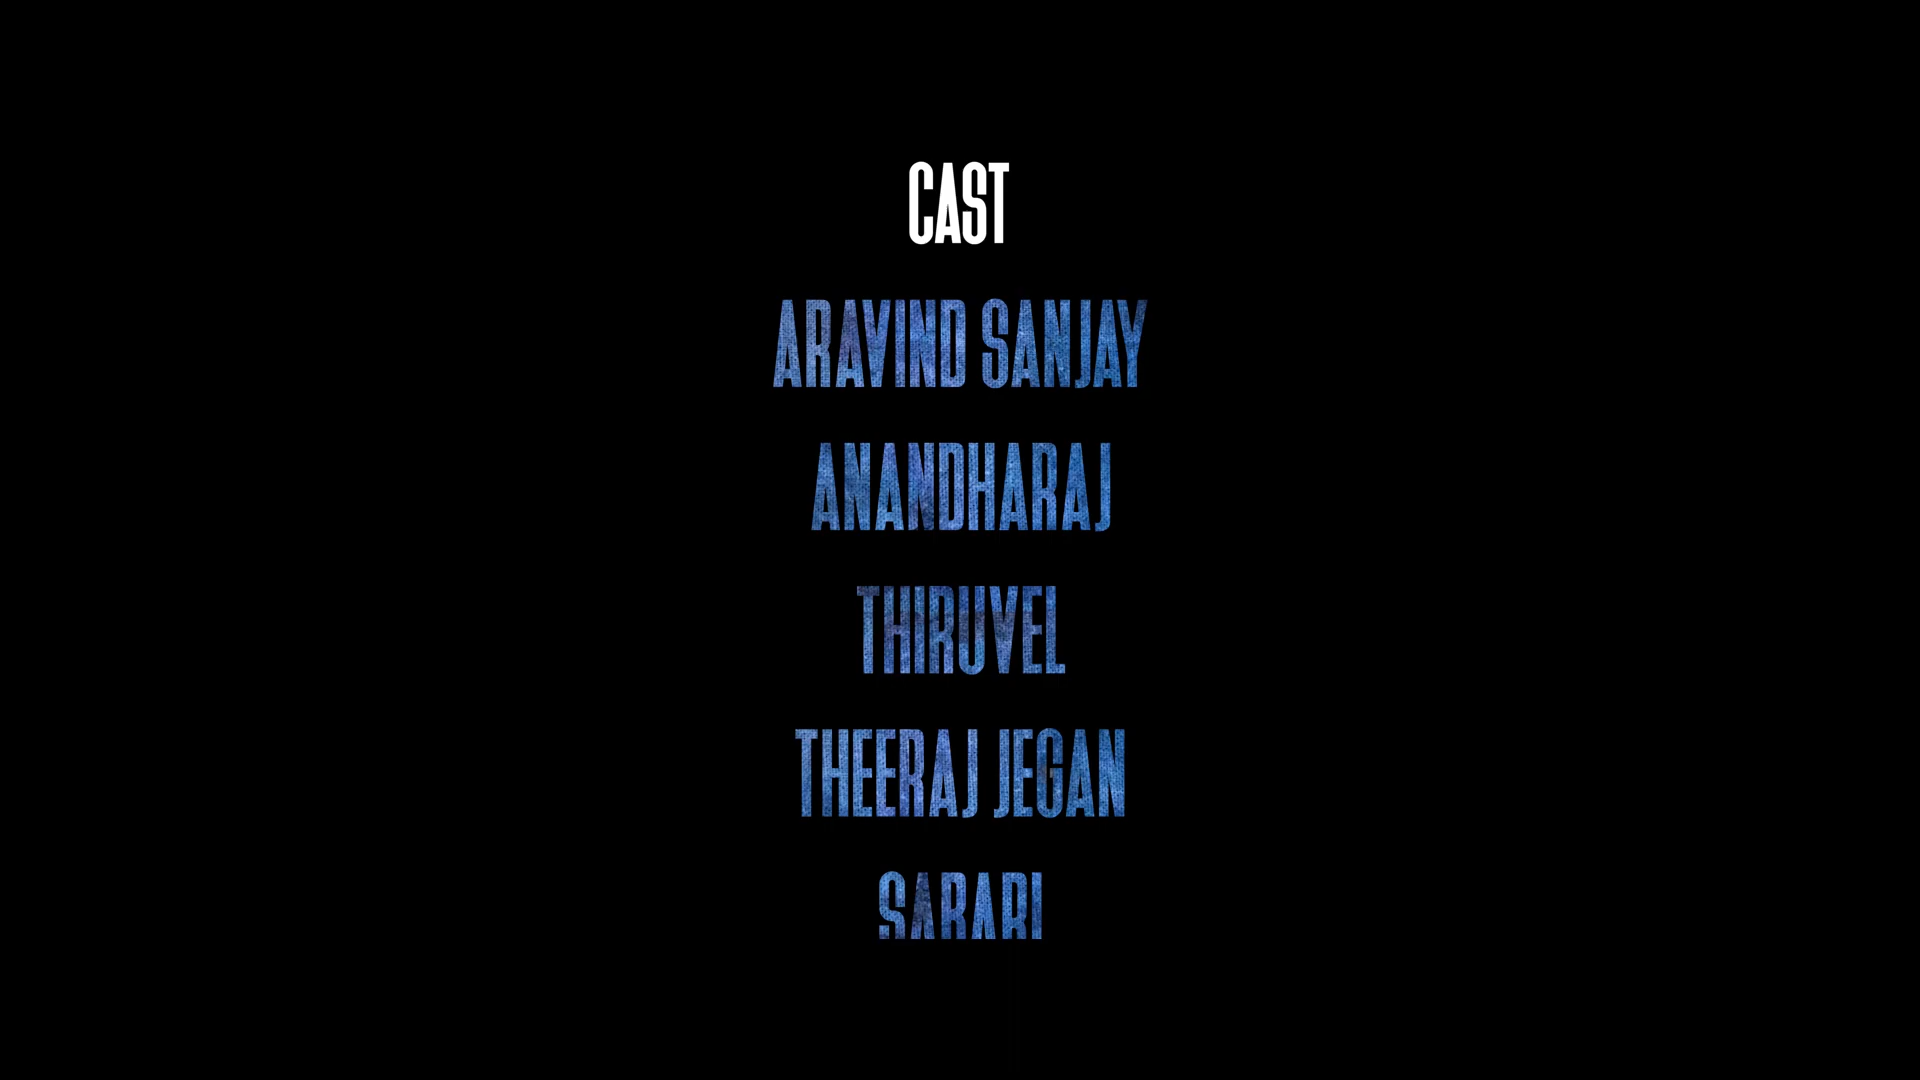 CAST
ARAVIND SANJAY
ANANDHARAJ
THIRUVEL
THEERAJ JEGAN